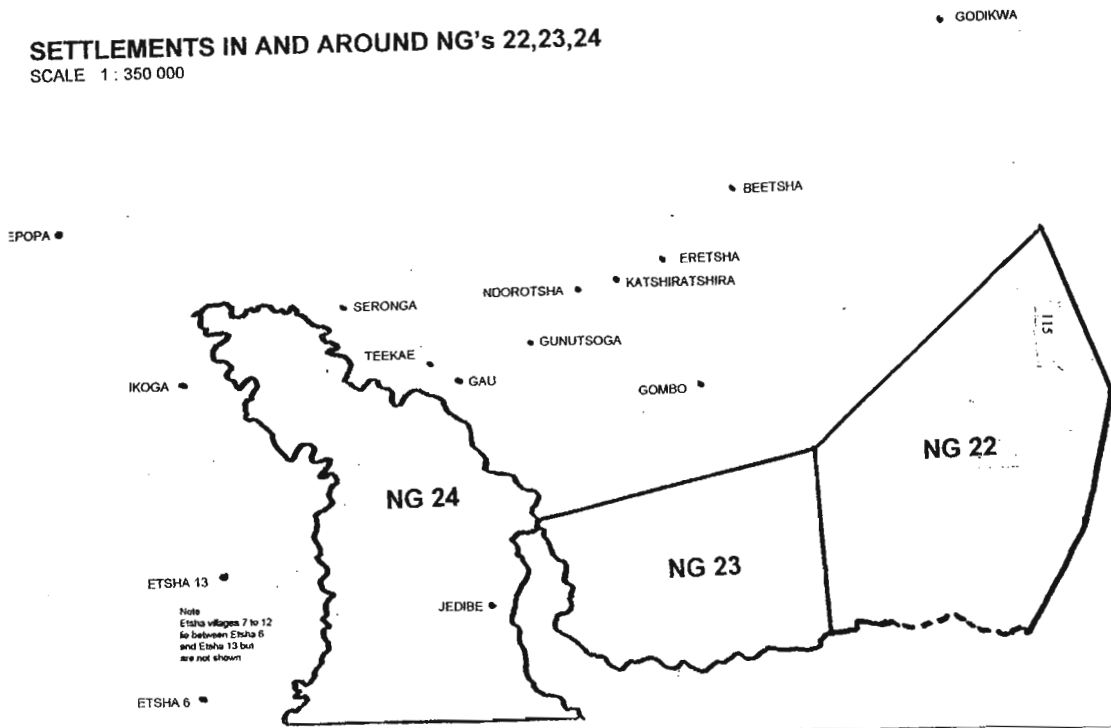 GODIKWA
SETTLEMENTS IN AND AROUND NG's 22,23,24
SCALE 1 : 350 000
BEETSHA
EPOPA
ERETSHA
KATSHIRATSHIRA
NDOROTSHA
SERONGA
115
GUNUTSOGA
TEEKAE
GAU
IKOGA
GOMBO
NG 22
NG 24
NG 23
ETSHA 13
JEDIBE
Note
Etsha villages 7 to 12
lie between Etsha 6
and Etsha 13 but
are not shown
ETSHA 6